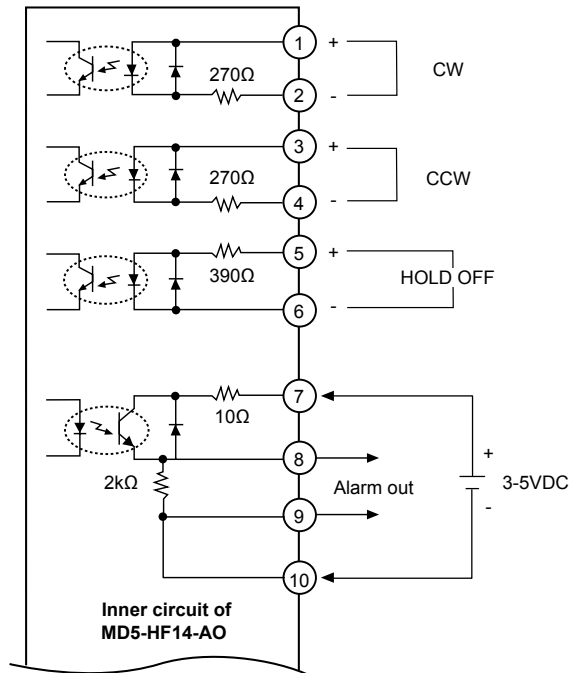 1
+
270Ω
CW
2
-
3
+
270Ω
CCW
4
-
5
+
390Ω
HOLD OFF
6
-
7
10Ω
+
8
2kΩ
Alarm out
3-5VDC
9
-
10
Inner circuit of
MD5-HF14-AO